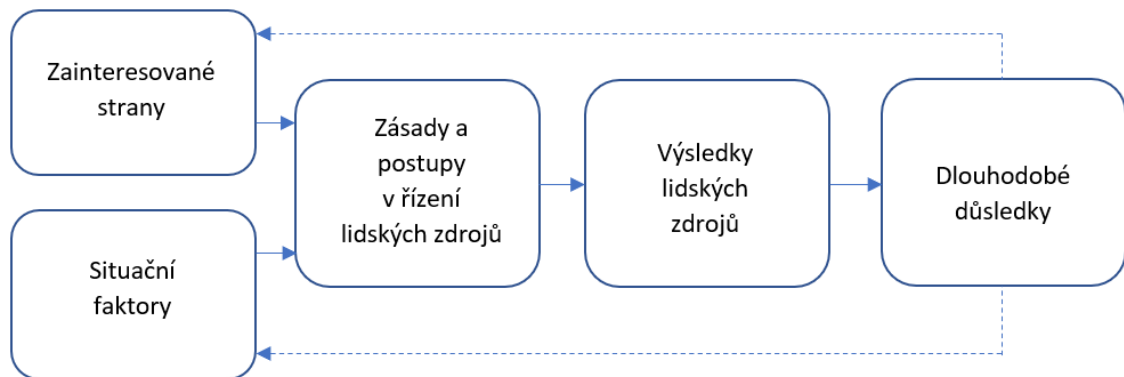 Zainteresované
strany
Situační
faktory
Zásady a
postupy
v řízení
lidských zdrojů
Výsledky
lidských
zdrojů
Dlouhodobé
důsledky